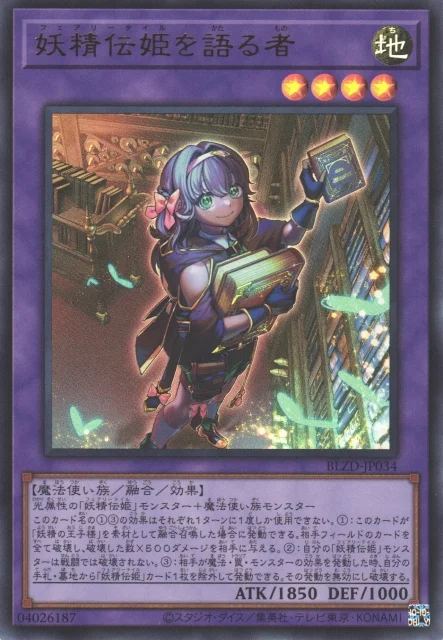 フェアリーテイル かた もの
妖精伝姫を語る者
ち
地
BLZD-JP034
【魔法使い族／融合／効果】
光属性の「妖精伝姫」モンスター＋魔法使い族モンスター
このカード名の①③の効果はそれぞれ1ターンに1度しか使用できない。①：このカードが
「妖精の王子様」を素材として融合召喚した場合に発動できる。相手フィールドのカードを
全て破壊し、破壊した数×500ダメージを相手に与える。②：自分の「妖精伝姫」モンス
ターは戦闘では破壊されない。③：相手が魔法・罠・モンスターの効果を発動した時、自分の
手札・墓地から「妖精伝姫」カード1枚を除外して発動できる。その発動を無効にし破壊する。
ATK/1850 DEF/1000
04026187 ©スタジオ・ダイス/集英社・テレビ東京・KONAMI